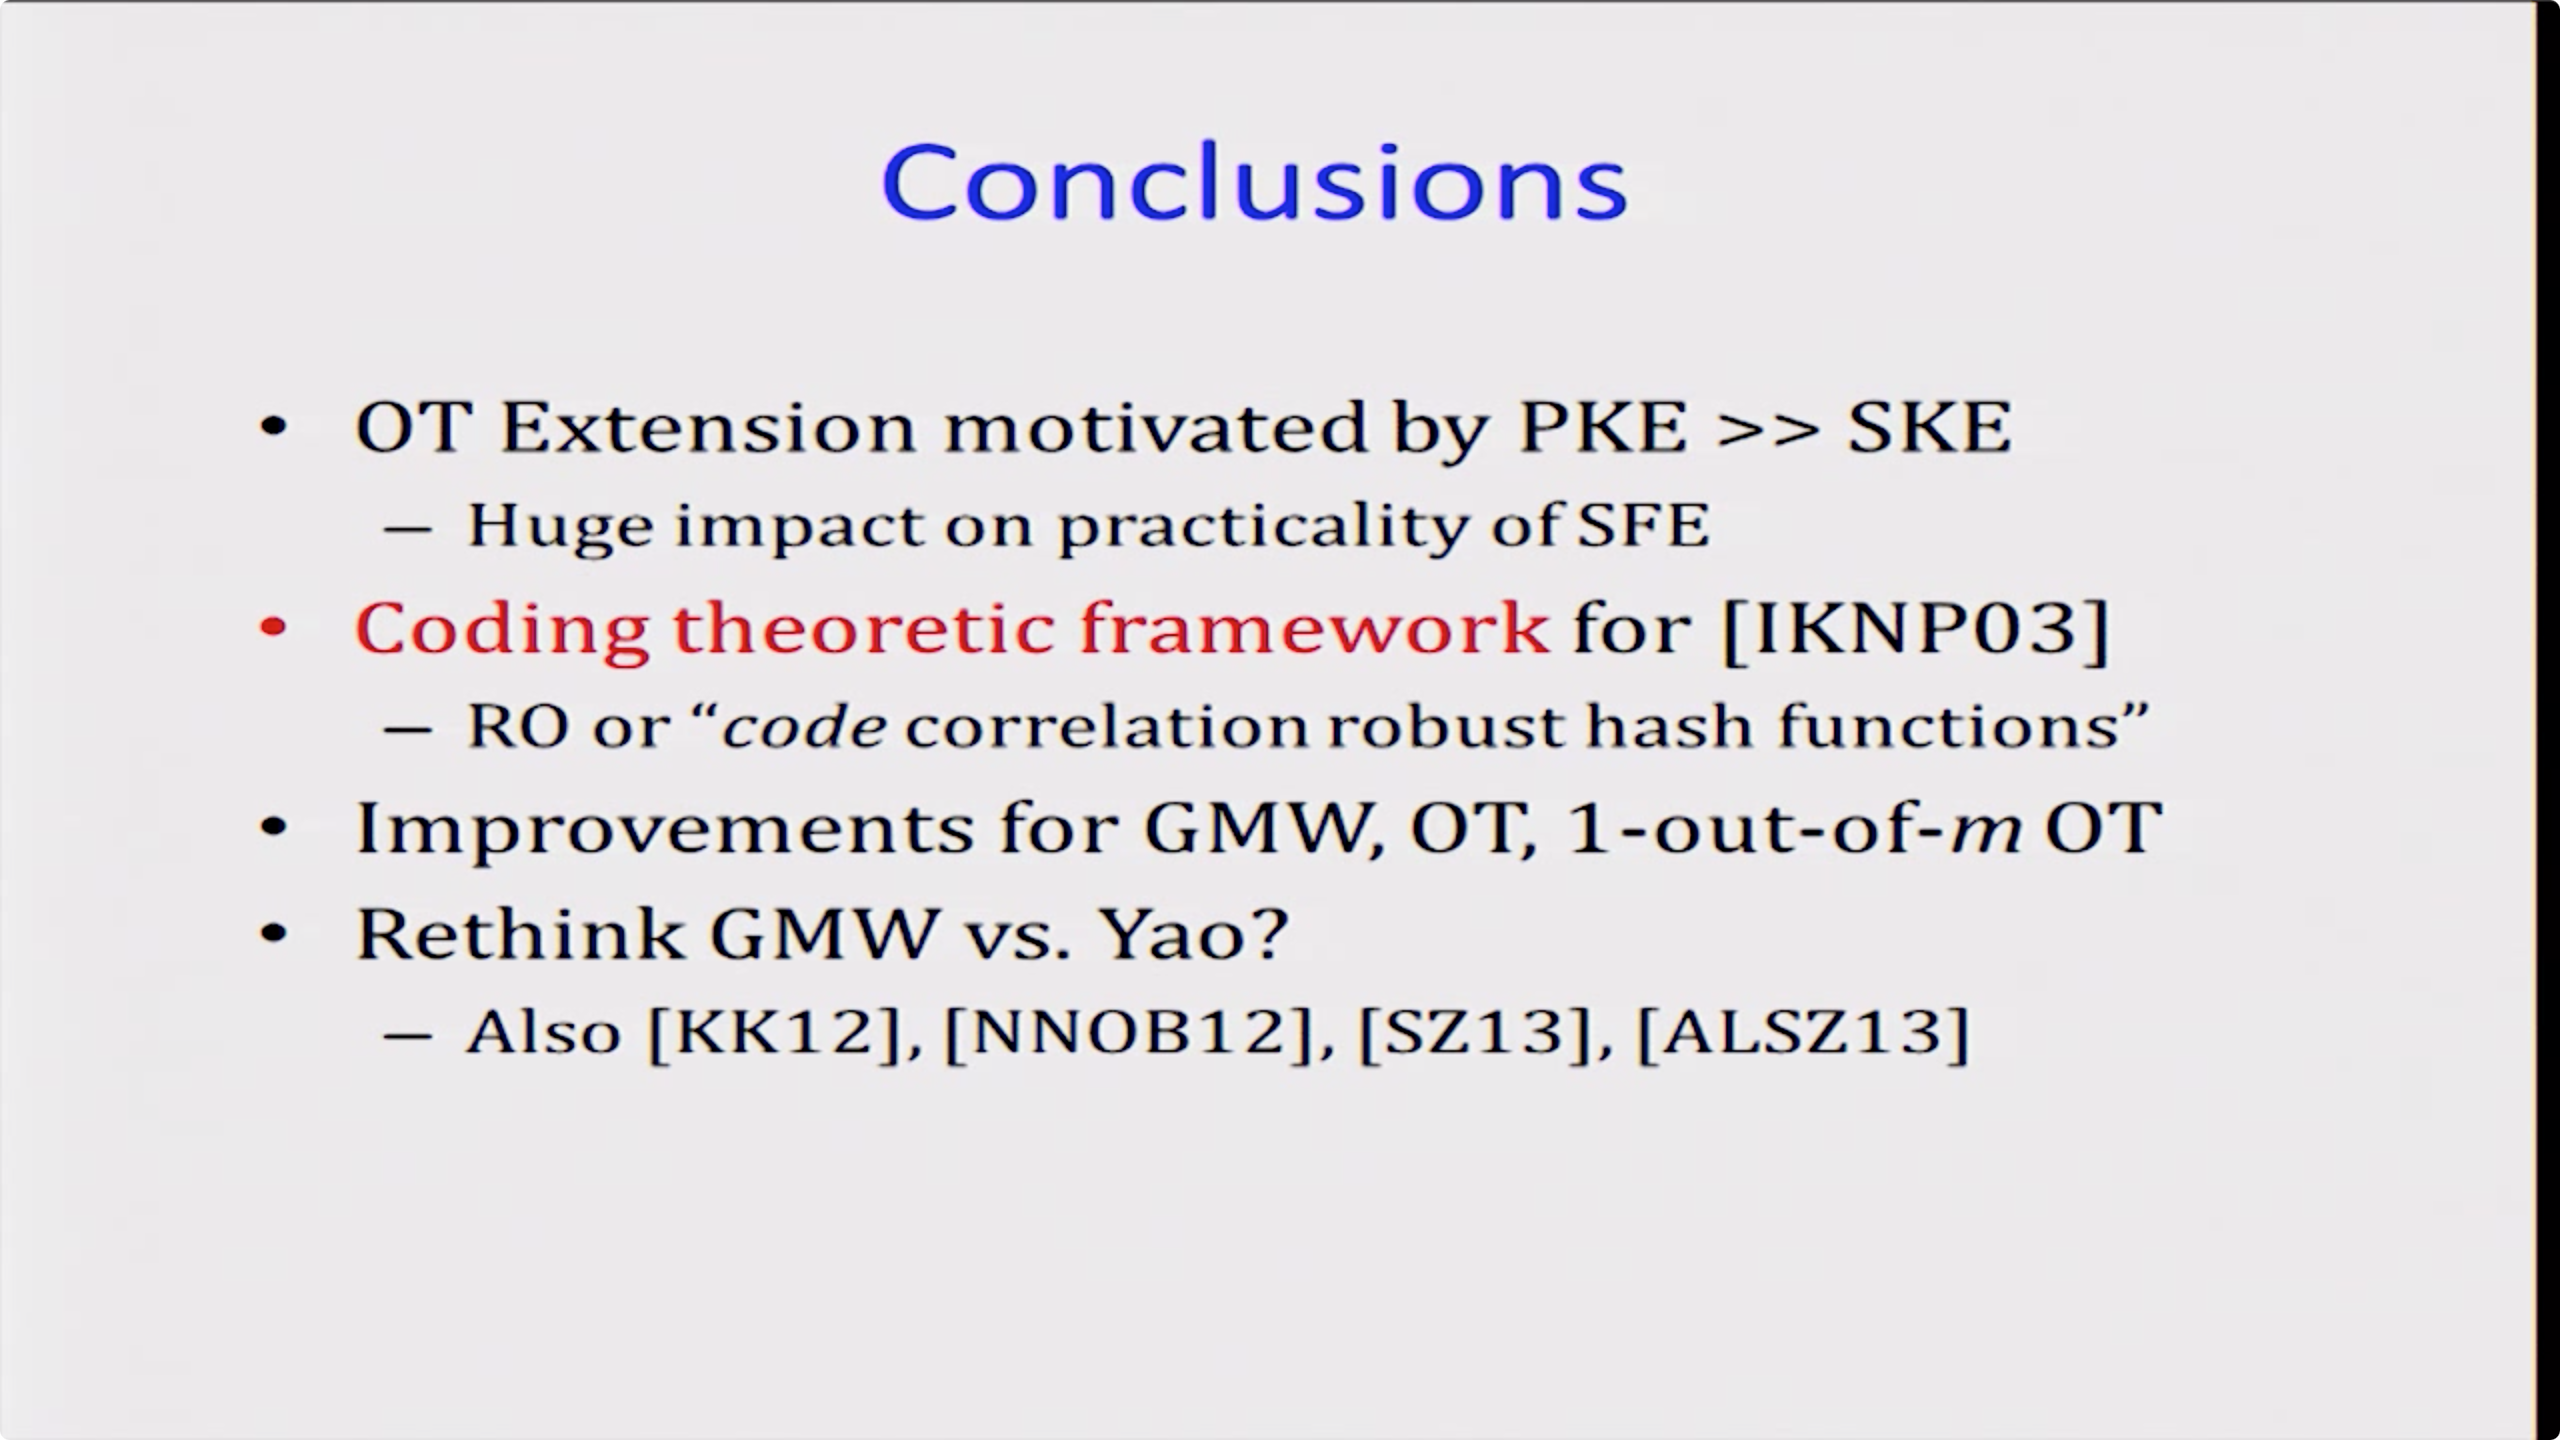 Conclusions
• OT Extension motivated by PKE >> SKE
– Huge impact on practicality of SFE
• Coding theoretic framework for [IKNP03]
– RO or “code correlation robust hash functions”
• Improvements for GMW, OT, 1-out-of-m OT
• Rethink GMW vs. Yao?
– Also [KK12], [NNOB12], [SZ13], [ALSZ13]